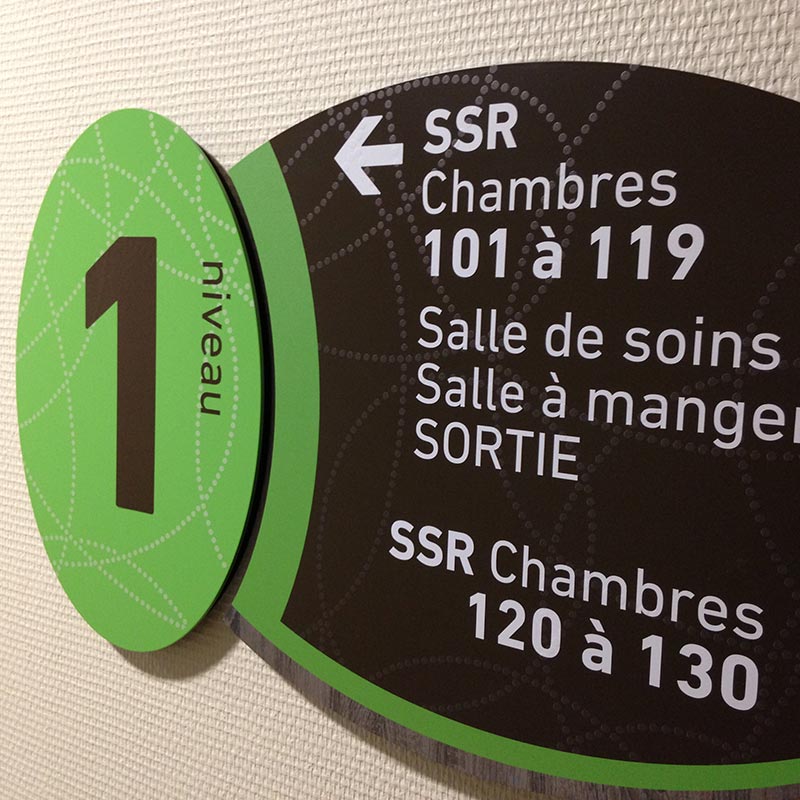 1
niveau
SSR
Chambres
101 à 119
Salle de soins
Salle à manger
SORTIE
SSR Chambres
120 à 130